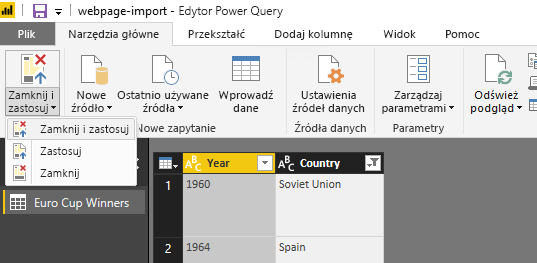 webpage-import - Edytor Power Query
Plik Narzędzia główne Przekształć Dodaj kolumnę Widok Pomoc
Zamknij i zastosuj
Nowe źródło
Ostatnio używane źródła
Wprowadź dane
Ustawienia źródeł danych
Zarządzaj parametrami
Odśwież podgląd
Zamknij i zastosuj
Zastosuj
Zamknij
Nowe zapytanie
Źródła danych
Parametry
Euro Cup Winners
ABC Year ABC Country
1 1960 Soviet Union
2 1964 Spain